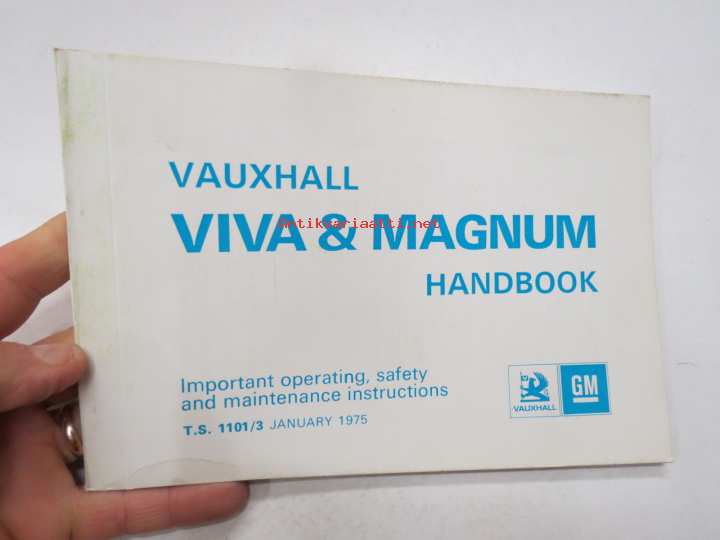 VAUXHALL
VIVA & MAGNUM
Antikvariaatti.net
HANDBOOK
Important operating, safety
and maintenance instructions
T.S. 1101/3 JANUARY 1975
VAUXHALL
GM